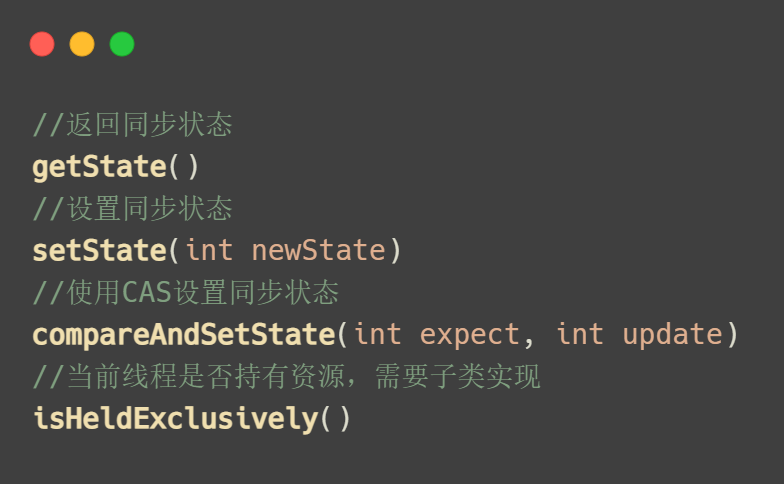 //返回同步状态
getState()
//设置同步状态
setState(int newState)
//使用CAS设置同步状态
compareAndSetState(int expect, int update)
//当前线程是否持有资源，需要子类实现
isHeldExclusively()